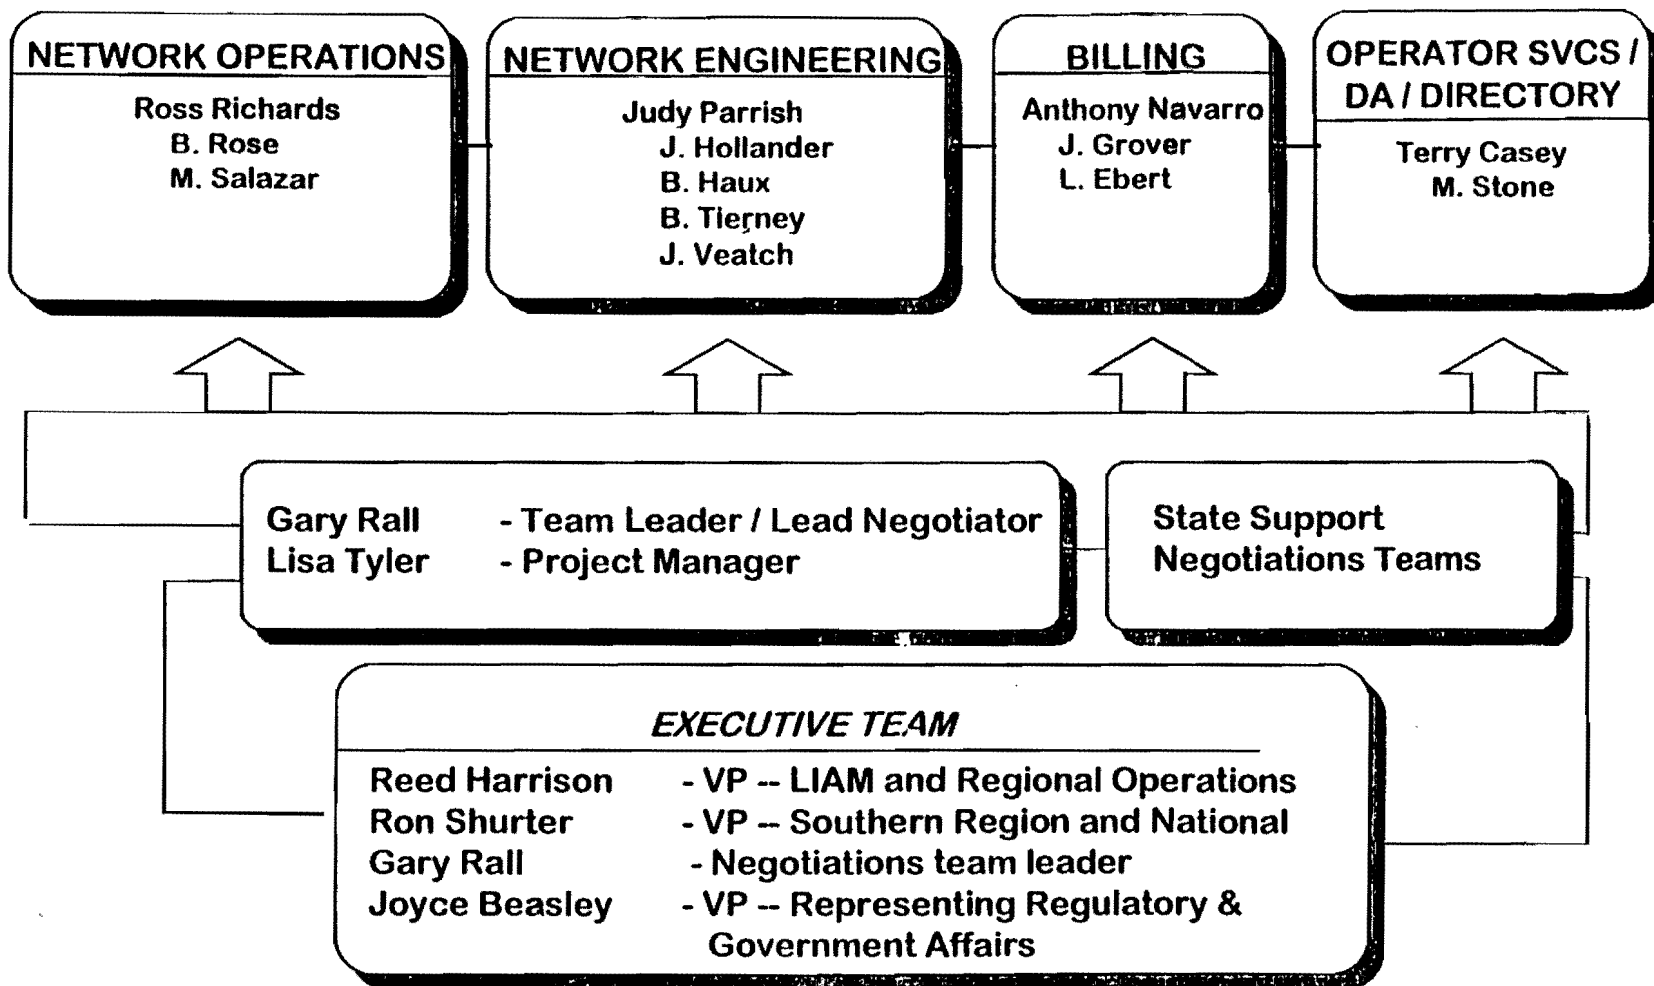 NETWORK OPERATIONS
Ross Richards
B. Rose
M. Salazar
NETWORK ENGINEERING
Judy Parrish
J. Hollander
B. Haux
B. Tierney
J. Veatch
BILLING
Anthony Navarro
J. Grover
L. Ebert
OPERATOR SVCS /
DA / DIRECTORY
Terry Casey
M. Stone
Gary Rall - Team Leader / Lead Negotiator
Lisa Tyler - Project Manager
State Support
Negotiations Teams
EXECUTIVE TEAM
Reed Harrison - VP -- LIAM and Regional Operations
Ron Shurter - VP -- Southern Region and National
Gary Rall - Negotiations team leader
Joyce Beasley - VP -- Representing Regulatory &
Government Affairs